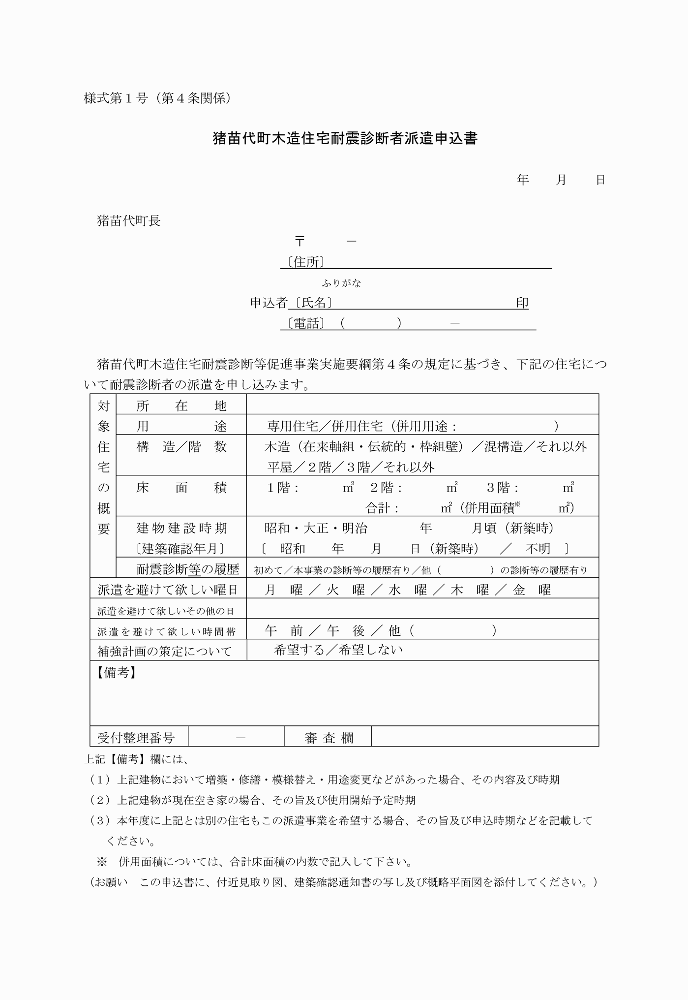 様式第１号（第４条関係）
猪苗代町木造住宅耐震診断者派遣申込書
年　　月　　日
猪苗代町長
〒　　　－
〔住所〕
ふりがな
申込者〔氏名〕　　　　　　　　　　　　　　印
〔電話〕（　　　　）　　　　－
猪苗代町木造住宅耐震診断等促進事業実施要綱第４条の規定に基づき、下記の住宅につ
いて耐震診断者の派遣を申し込みます。
対象住宅の概要
所　在　地
用　　　途　専用住宅／併用住宅（併用用途：　　　　　　　）
構　造／階　数　木造（在来軸組・伝統的・枠組壁）／混構造／それ以外
平屋／２階／３階／それ以外
床　面　積　１階：　　　㎡　２階：　　　㎡　　３階：　　　㎡
合計：　　　㎡（併用面積※　　　㎡）
建物建設時期　昭和・大正・明治　　　　年　　　月頃（新築時）
〔建築確認年月〕　〔　昭和　　年　　月　　日（新築時）　／　不明　〕
耐震診断等の履歴　初めて／本事業の診断等の履歴有り／他（　　　　　）の診断等の履歴有り
派遣を避けて欲しい曜日　月　曜　／　火　曜　／　水　曜　／　木　曜　／　金　曜
派遣を避けて欲しいその他の日
派遣を避けて欲しい時間帯　午　前　／　午　後　／　他（　　　　　　）
補強計画の策定について　希望する／希望しない
【備考】
受付整理番号　　－　　審査欄
上記【備考】欄には、
（１）上記建物において増築・修繕・模様替え・用途変更などがあった場合、その内容及び時期
（２）上記建物が現在空き家の場合、その旨及び使用開始予定時期
（３）本年度に上記とは別の住宅もこの派遣事業を希望する場合、その旨及び申込時期などを記載して
ください。
※　併用面積については、合計床面積の内数で記入して下さい。
（お願い　この申込書に、付近見取り図、建築確認通知書の写し及び概略平面図を添付してください。）